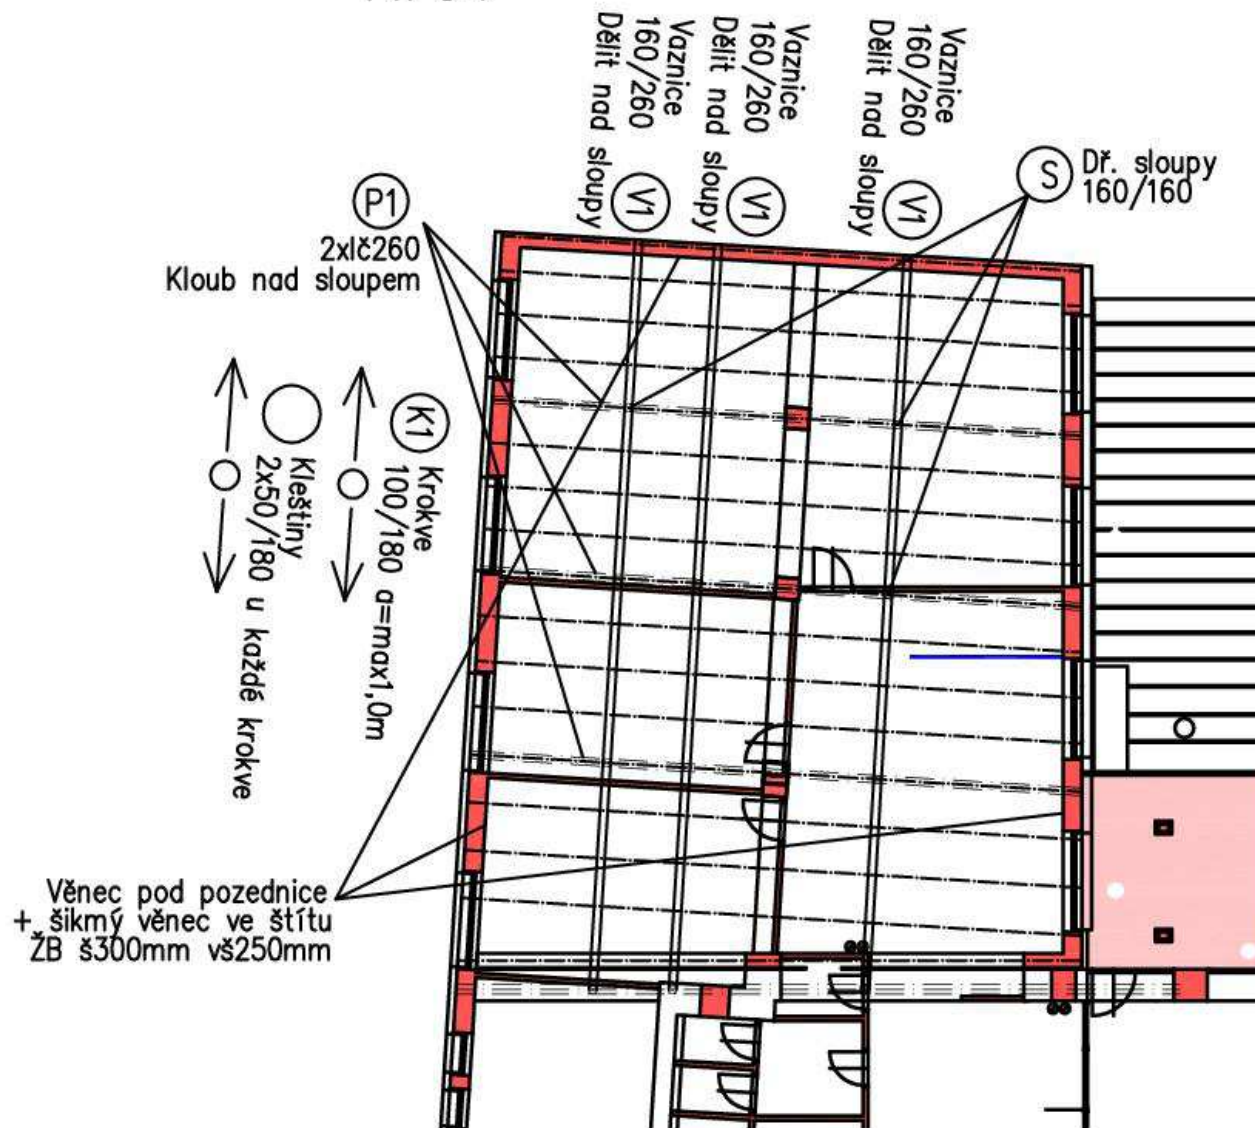 Vaznice
160/260
Dělit nad sloupy
V1
Vaznice
160/260
Dělit nad sloupy
V1
Vaznice
160/260
Dělit nad sloupy
V1
S
Dř. sloupy
160/160
P1
2xIč260
Kloub nad sloupem
K1
Krokve
100/180 a=max1,0m
Kleštiny
2x50/180 u každé krokve
Věnec pod pozednice
+ šikmý věnec ve štítu
ŽB š300mm vš250mm